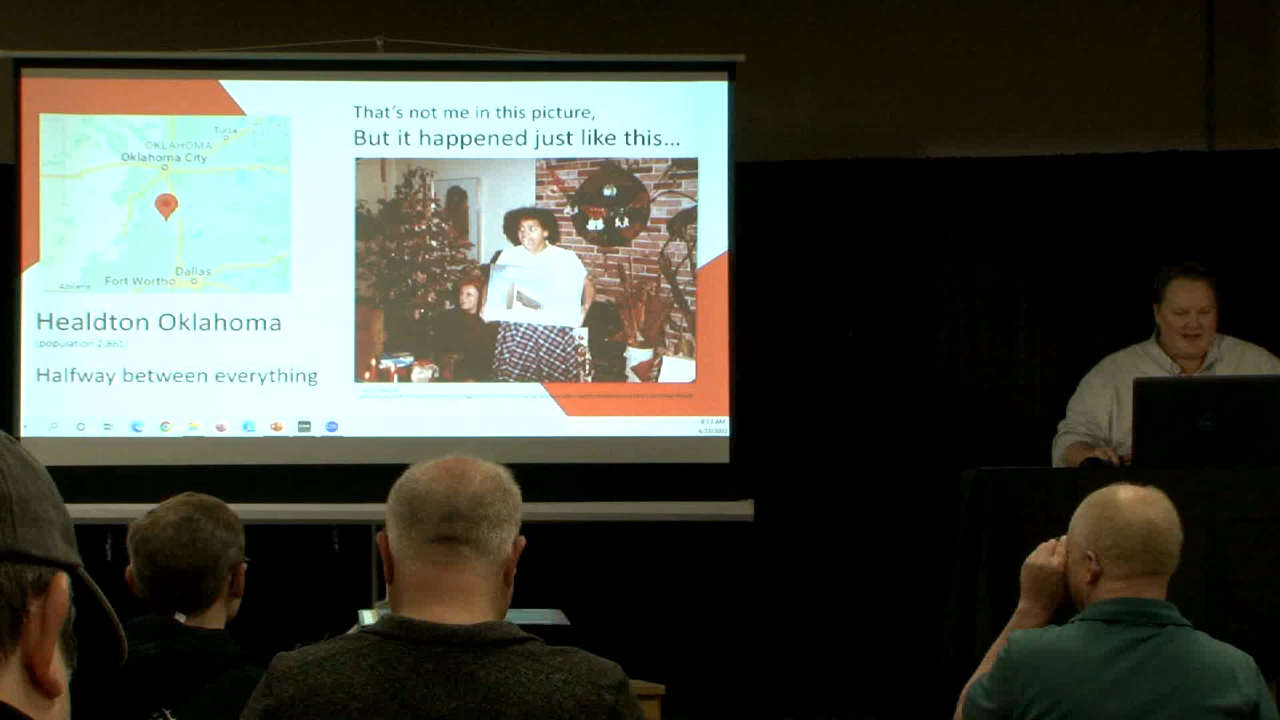 That's not me in this picture,
But it happened just like this...
Tulsa
OKLAHOMA
Oklahoma City
Dallas
Fort Worth
Abilene
Healdton Oklahoma
(population 2,861)
Halfway between everything